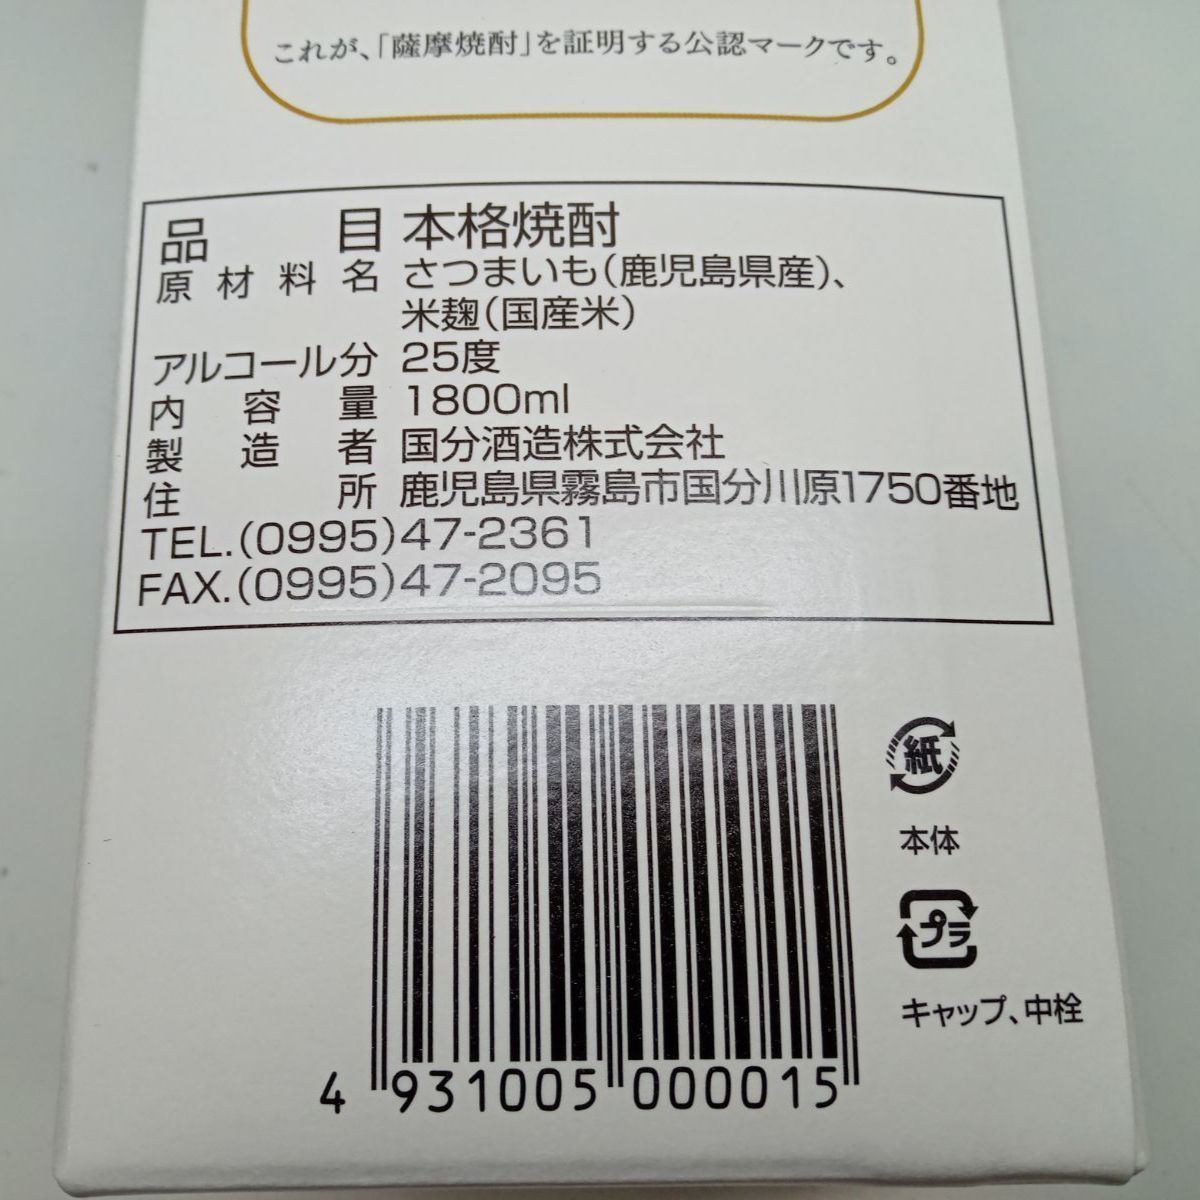 これが、「薩摩焼酎」を証明する公認マークです。
品目 本格焼酎
原材料名 さつまいも（鹿児島県産）、
米麹（国産米）
アルコール分 25度
内容量 1800ml
製造者 国分酒造株式会社
住所 鹿児島県霧島市国分川原1750番地
TEL.(0995)47-2361
FAX.(0995)47-2095
紙
本体
プラ
キャップ、中栓
4 931005 000015